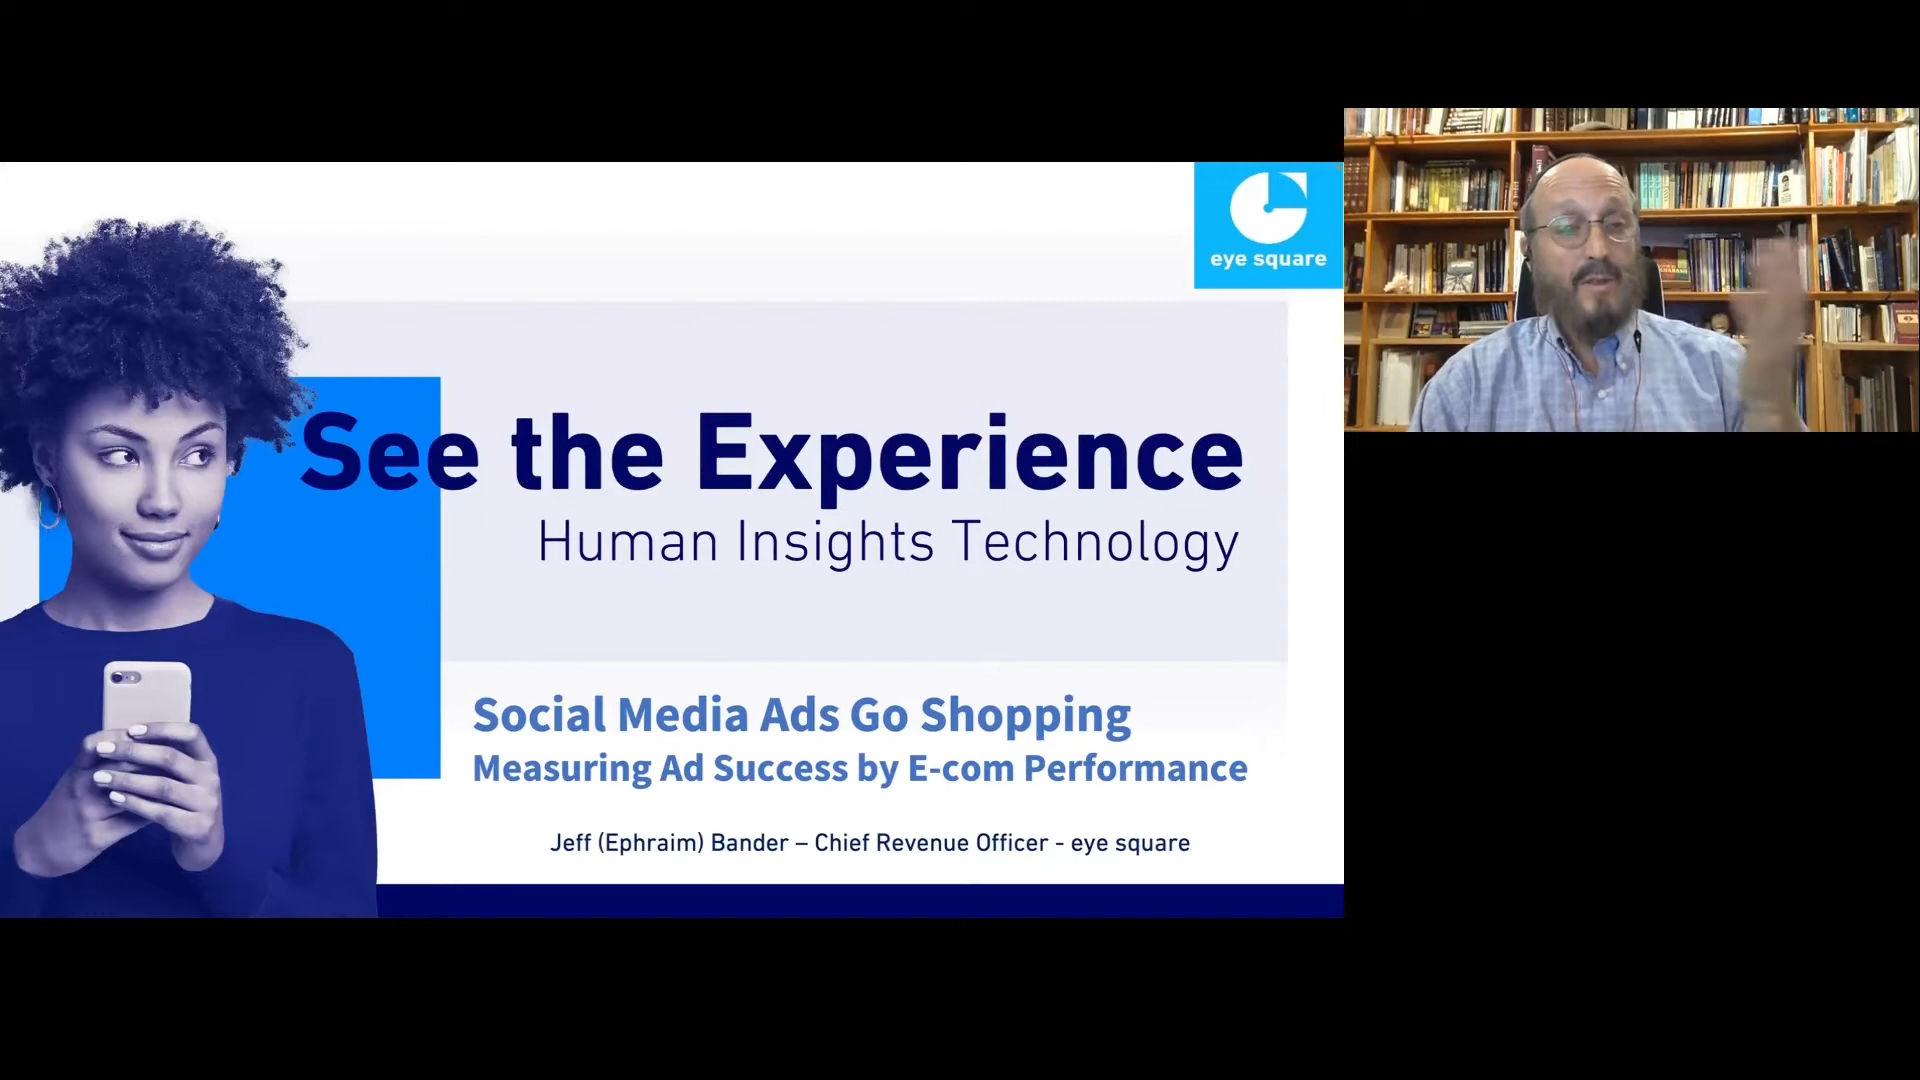 eye square
See the Experience
Human Insights Technology
Social Media Ads Go Shopping
Measuring Ad Success by E-com Performance
Jeff (Ephraim) Bander – Chief Revenue Officer - eye square